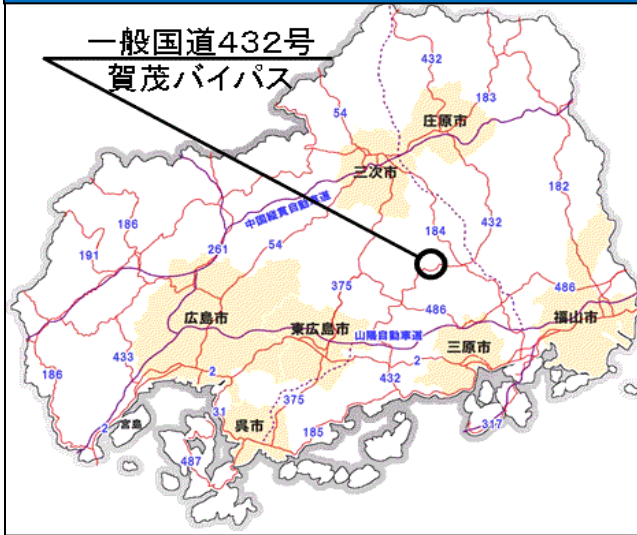 一般国道432号
賀茂バイパス
432
183
54
庄原市
三次市
182
中国縦貫自動車道
186
184
432
191
261
54
375
486
486
広島市
東広島市
山陽自動車道
福山市
三原市
433
2
2
186
432
375
31
2
宮島
呉市
185
317
487